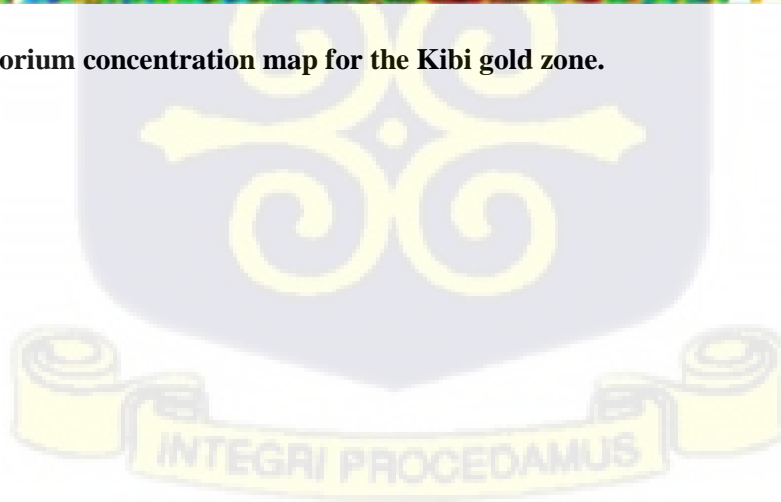 orium concentration map for the Kibi gold zone.
INTEGRI PROCEDAMUS